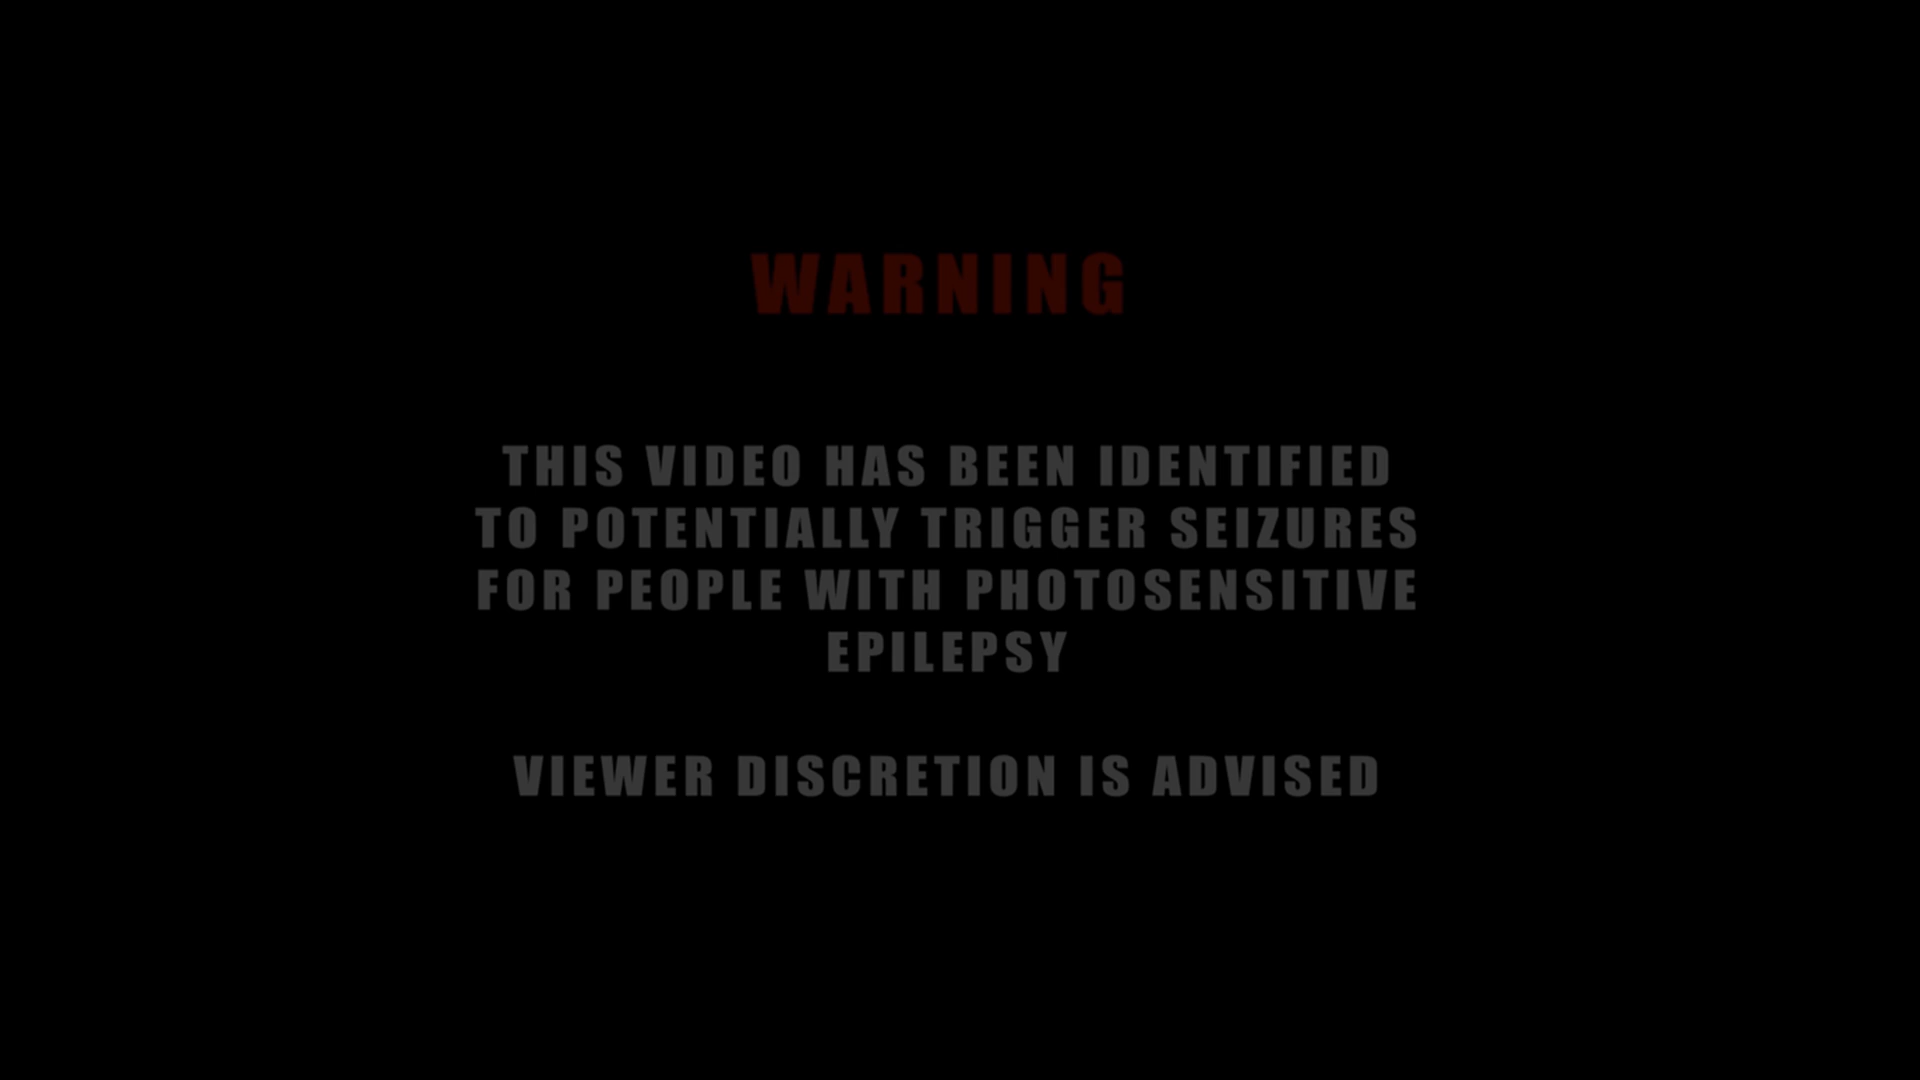 WARNING
THIS VIDEO HAS BEEN IDENTIFIED
TO POTENTIALLY TRIGGER SEIZURES
FOR PEOPLE WITH PHOTOSENSITIVE
EPILEPSY
VIEWER DISCRETION IS ADVISED